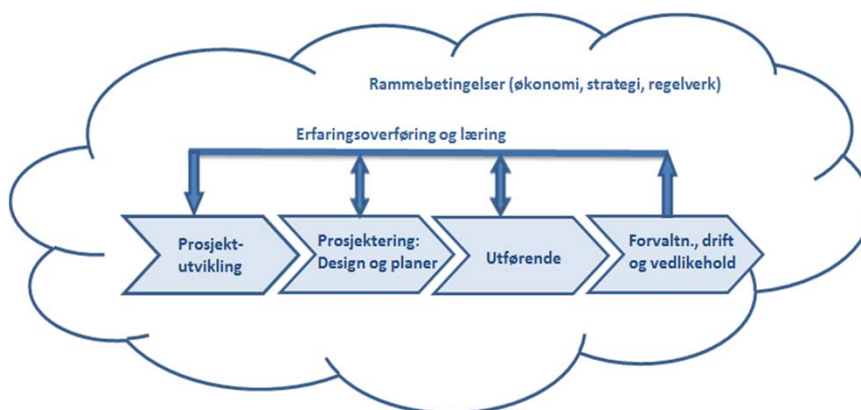 Rammebetingelser (økonomi, strategi, regelverk)
Erfaringsoverføring og læring
Prosjekt-
utvikling
Prosjektering:
Design og planer
Utførende
Forvaltn., drift
og vedlikehold